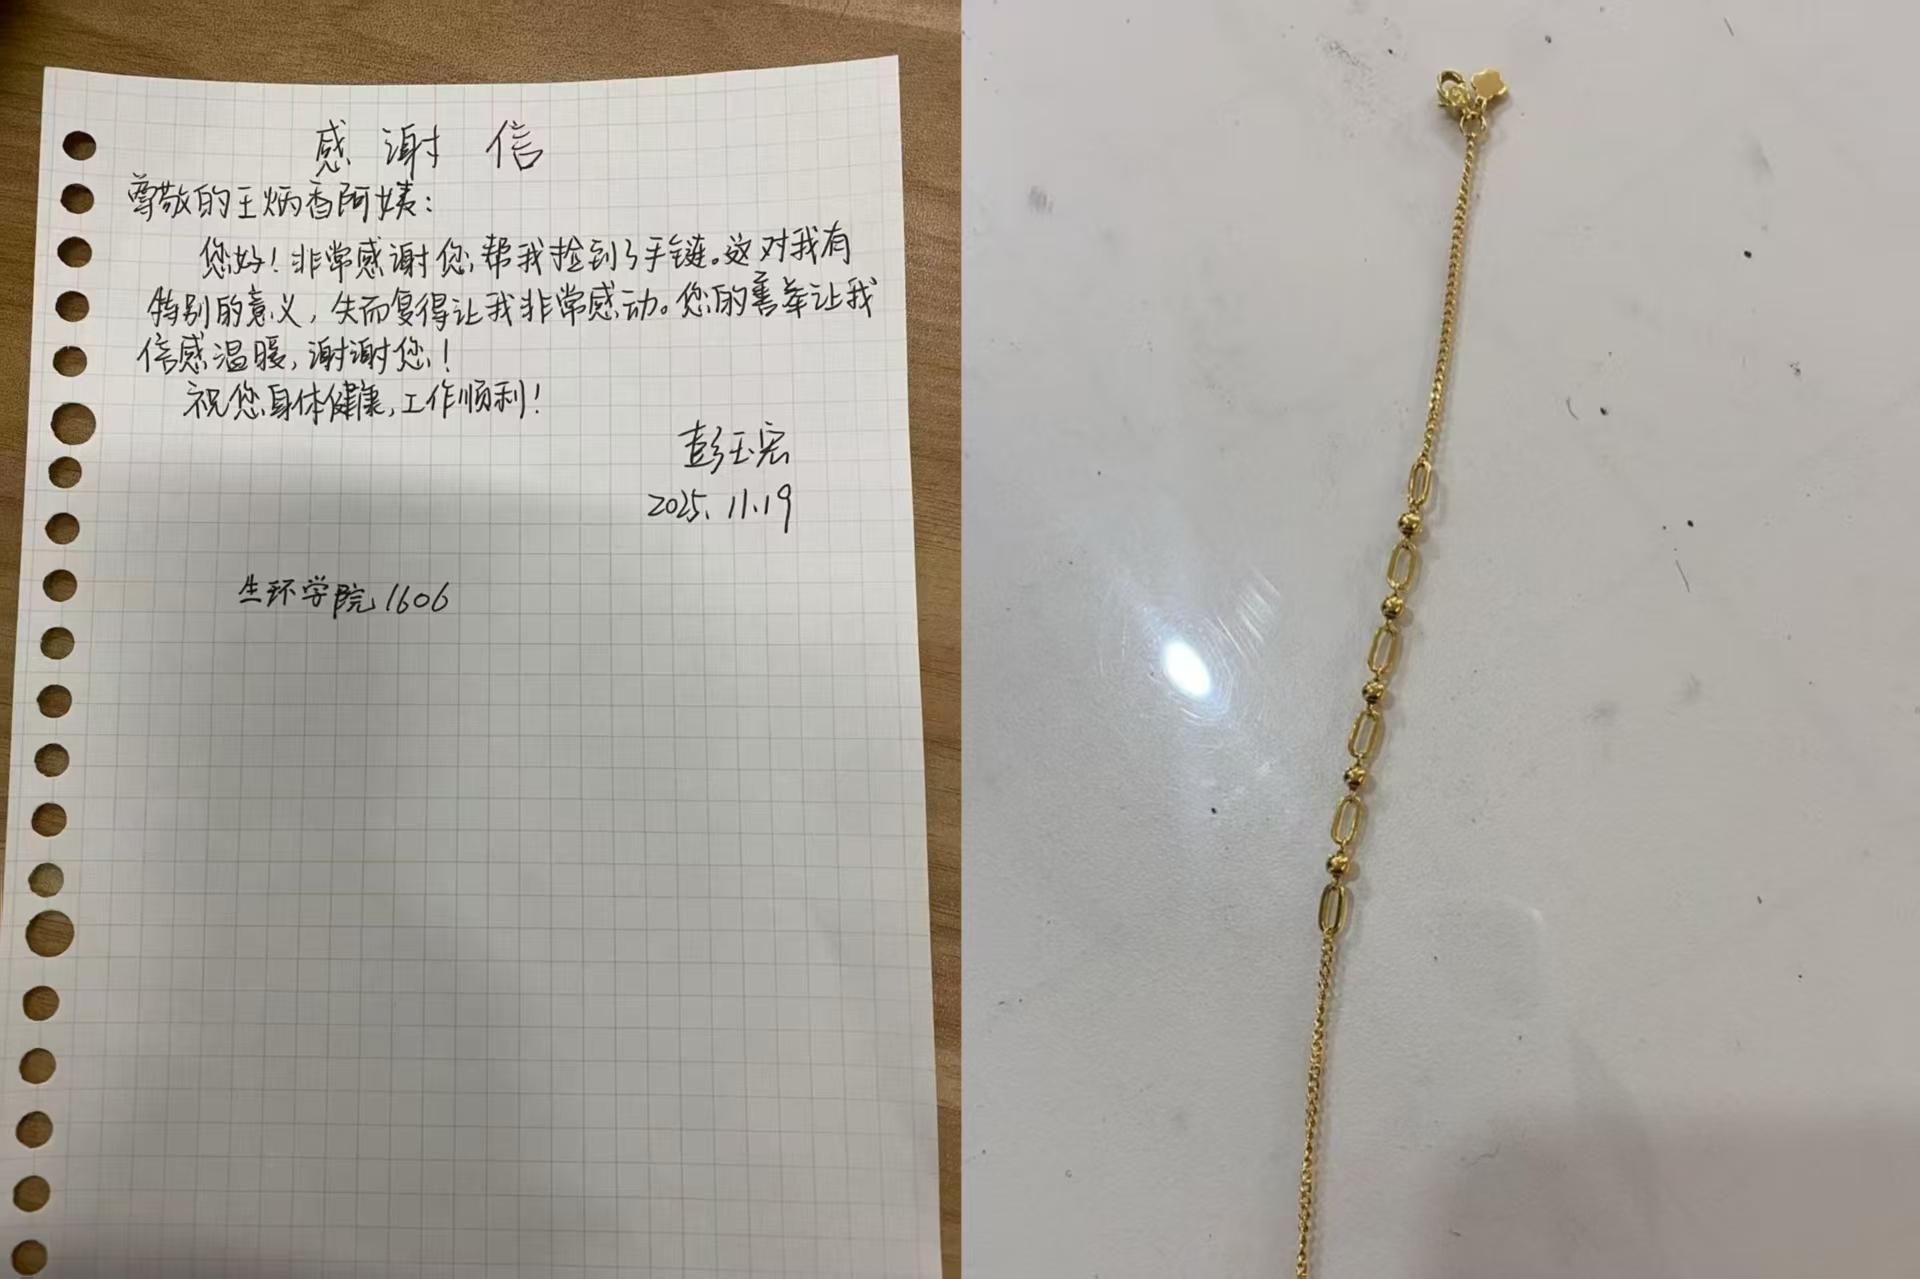 感谢信
尊敬的王炳香阿姨：
您好！非常感谢您帮我捡到了手链。这对我有
特别的意义，失而复得让我非常感动。您的善举让我
倍感温暖，谢谢您！
祝您身体健康，工作顺利！
彭玉宏
2025.11.19
生环学院1606